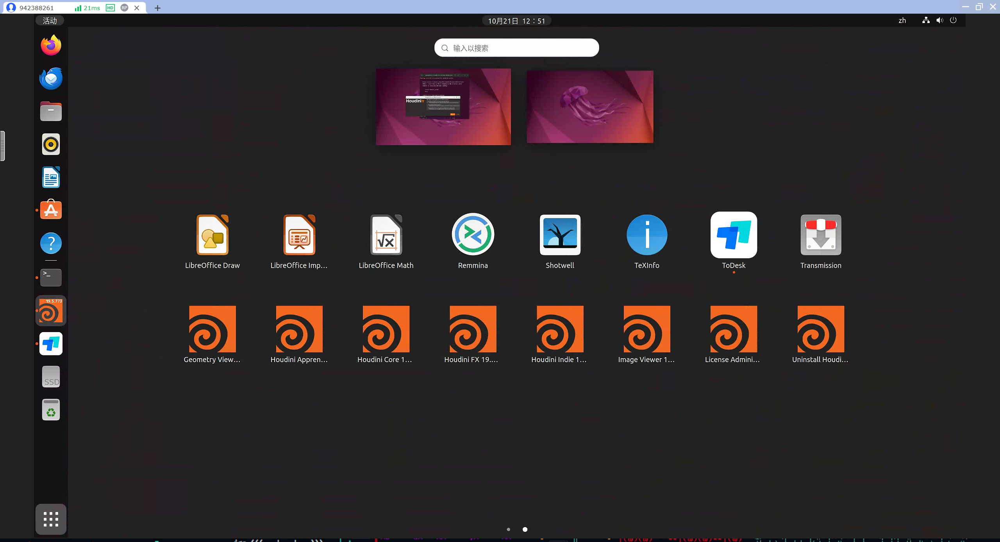 942388261 21ms HD RP
活动
10月21日 12：51
zh
输入以搜索
Houdini
19.5.773
SSD
LibreOffice Draw
LibreOffice Imp...
LibreOffice Math
Remmina
Shotwell
TeXInfo
ToDesk
Transmission
Geometry View...
Houdini Appren...
Houdini Core 1...
Houdini FX 19....
Houdini Indie 1...
Image Viewer 1...
License Admini...
Uninstall Houdi...